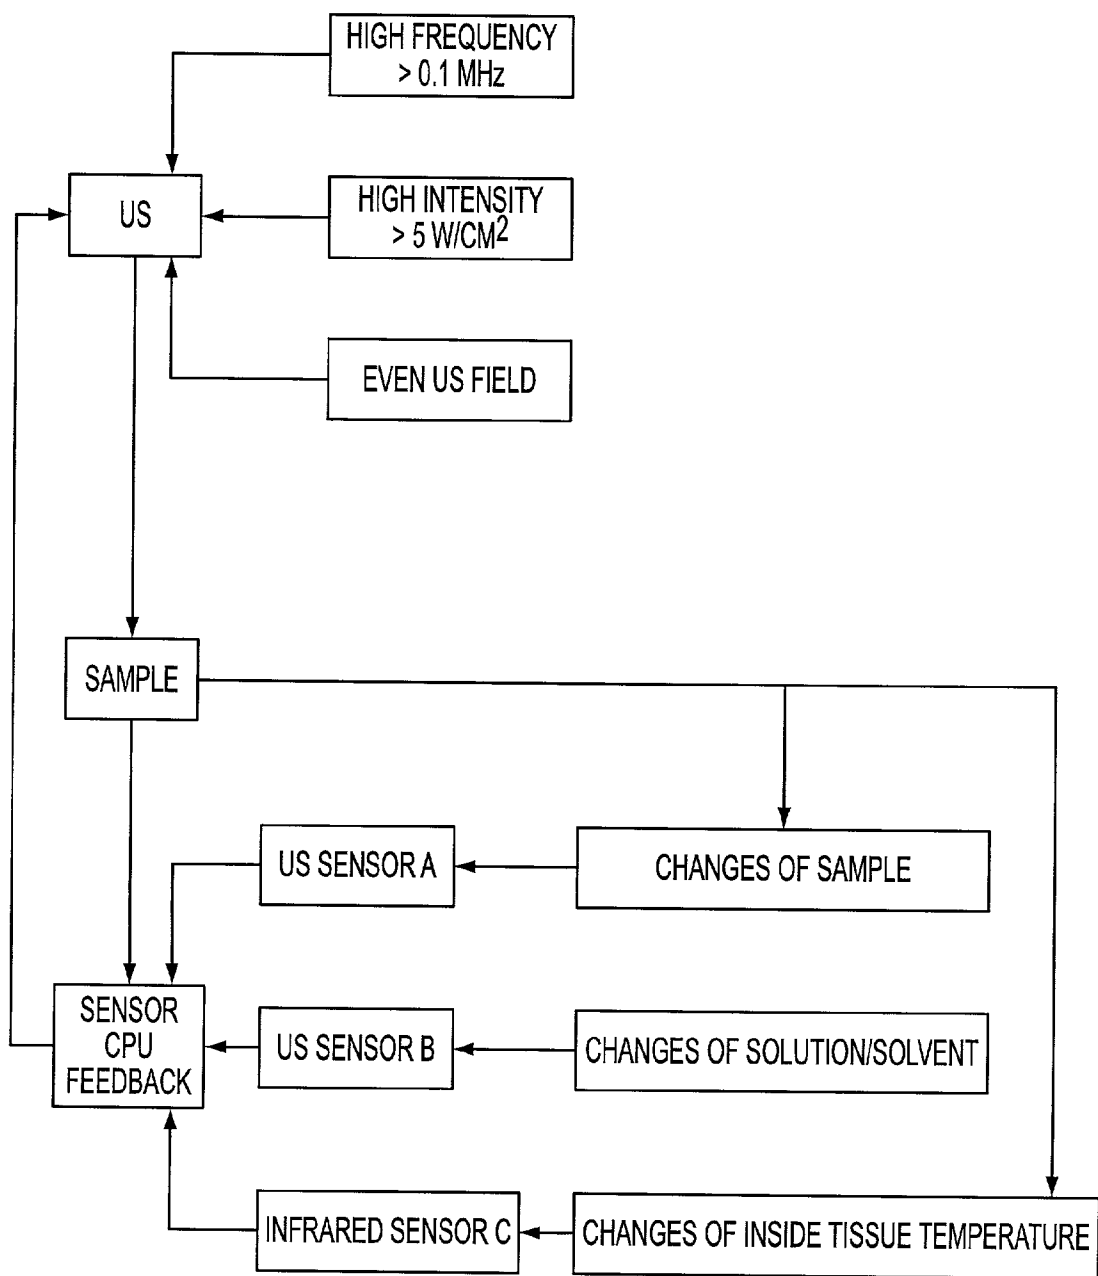 HIGH FREQUENCY
> 0.1 MHz
US
HIGH INTENSITY
> 5 W/CM2
EVEN US FIELD
SAMPLE
US SENSOR A
CHANGES OF SAMPLE
SENSOR
CPU
FEEDBACK
US SENSOR B
CHANGES OF SOLUTION/SOLVENT
INFRARED SENSOR C
CHANGES OF INSIDE TISSUE TEMPERATURE